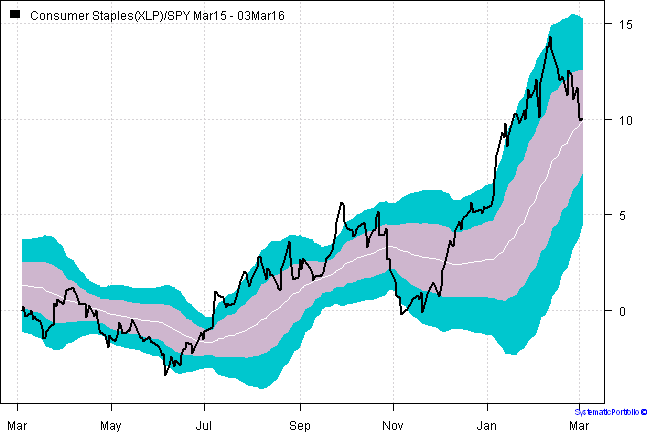 Consumer Staples(XLP)/SPY Mar15 - 03Mar16
15
10
5
0
Mar May Jul Sep Nov Jan Mar
SystematicPortfolio ©